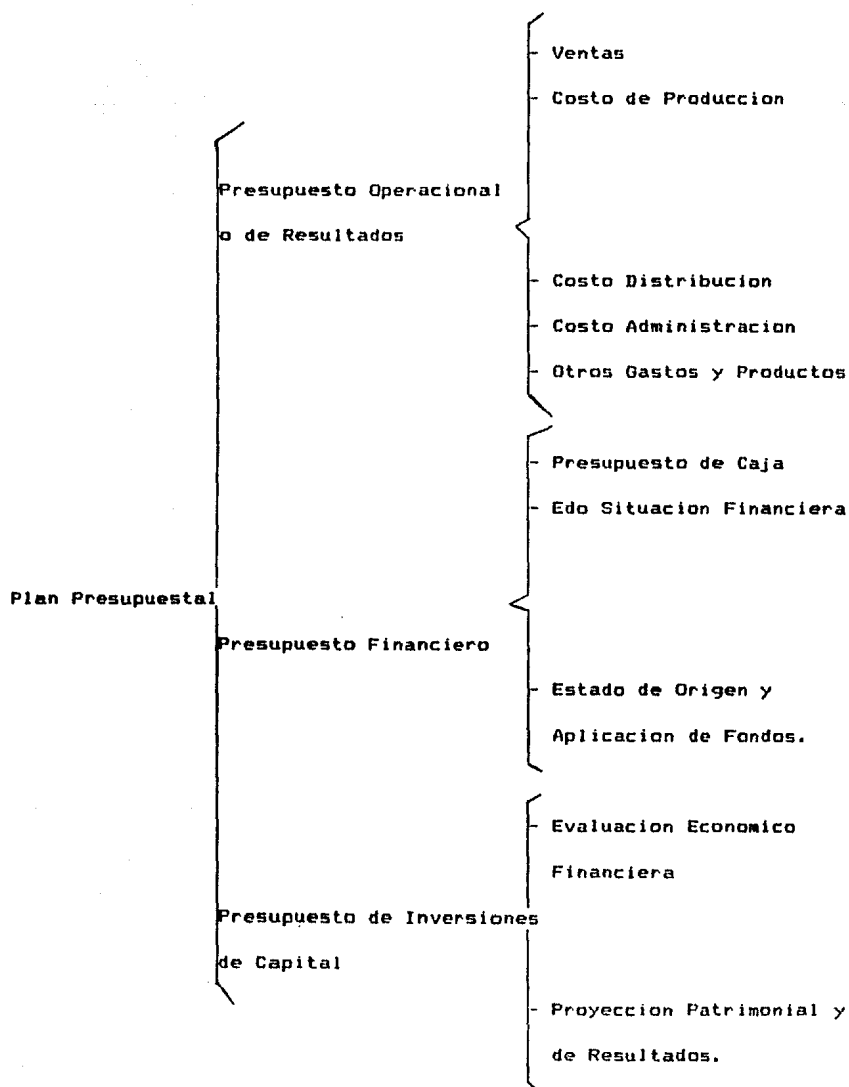 - Ventas
- Costo de Produccion
Presupuesto Operacional
o de Resultados
- Costo Distribucion
- Costo Administracion
- Otros Gastos y Productos
- Presupuesto de Caja
- Edo Situacion Financiera
Plan Presupuestal
Presupuesto Financiero
- Estado de Origen y
Aplicacion de Fondos.
- Evaluacion Economico
Financiera
Presupuesto de Inversiones
de Capital
- Proyeccion Patrimonial y
de Resultados.